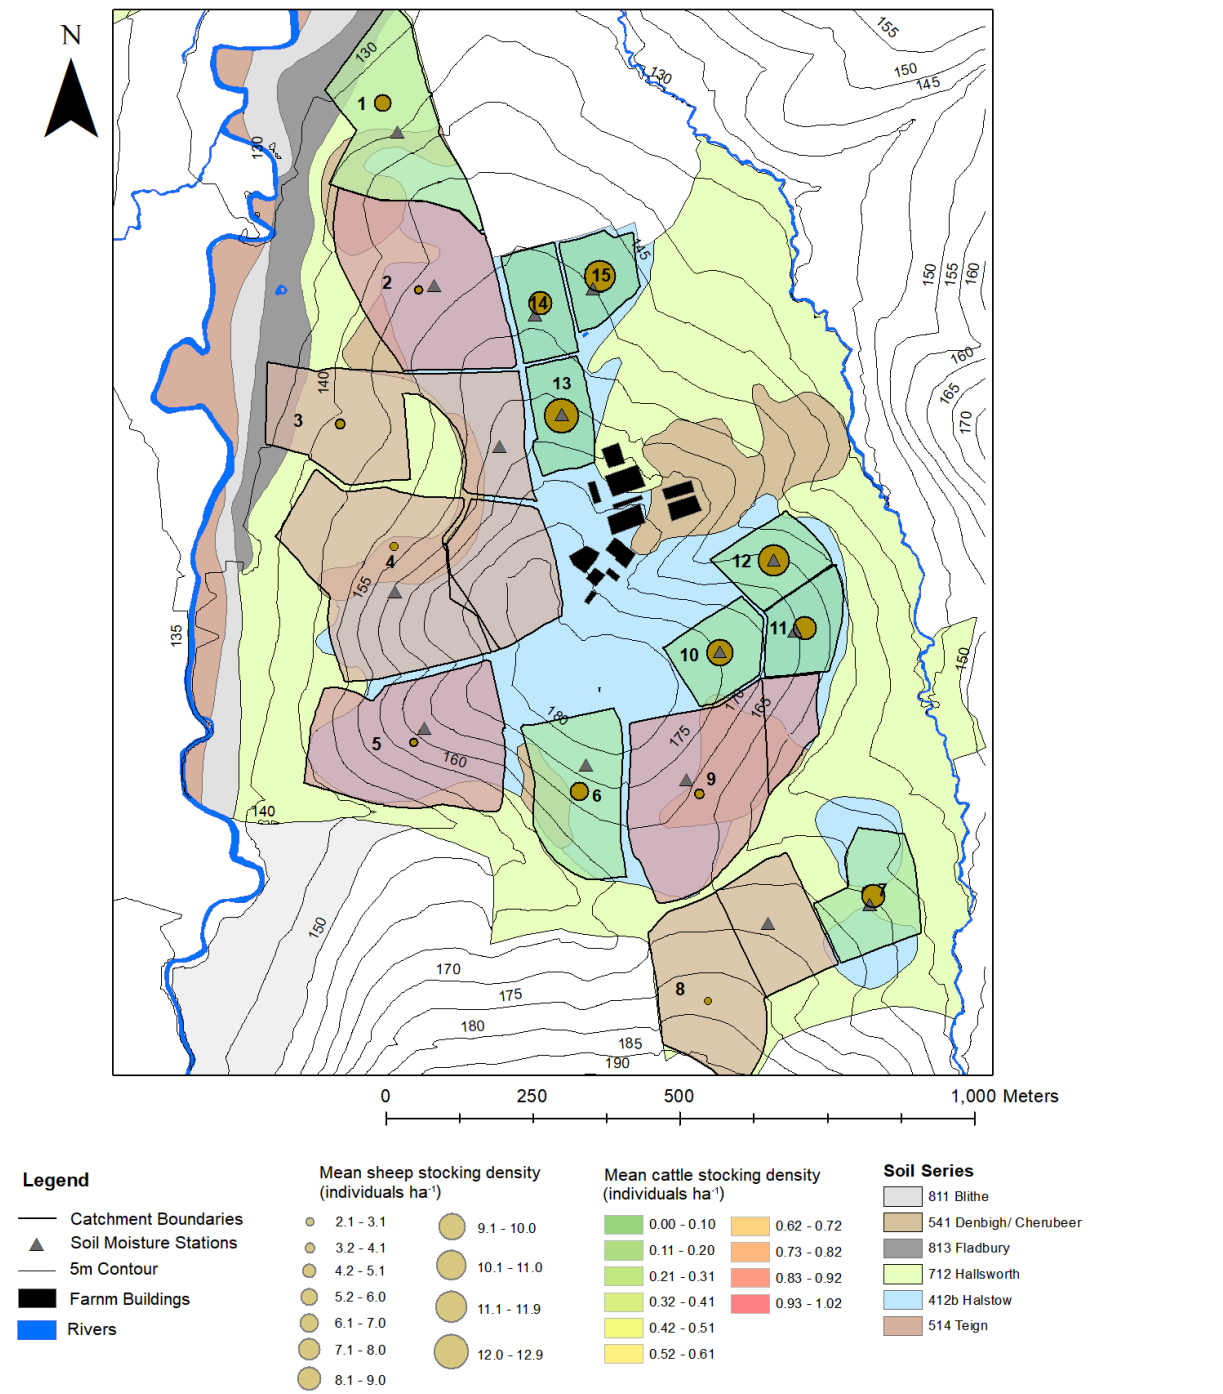 N
155
150
145
130
130
130
1
2
145
15
14
150
155
160
13
140
3
160
165
170
12
4
155
11
135
10
150
170
165
180
175
5
160
9
6
140
7
150
170
8
175
180
185
190
0 250 500 1,000 Meters
Legend
Catchment Boundaries
Soil Moisture Stations
5m Contour
Farnm Buildings
Rivers
Mean sheep stocking density
(individuals ha⁻¹)
2.1 - 3.1
3.2 - 4.1
4.2 - 5.1
5.2 - 6.0
6.1 - 7.0
7.1 - 8.0
8.1 - 9.0
9.1 - 10.0
10.1 - 11.0
11.1 - 11.9
12.0 - 12.9
Mean cattle stocking density
(individuals ha⁻¹)
0.00 - 0.10
0.11 - 0.20
0.21 - 0.31
0.32 - 0.41
0.42 - 0.51
0.52 - 0.61
0.62 - 0.72
0.73 - 0.82
0.83 - 0.92
0.93 - 1.02
Soil Series
811 Blithe
541 Denbigh/ Cherubeer
813 Fladbury
712 Hallsworth
412b Halstow
514 Teign